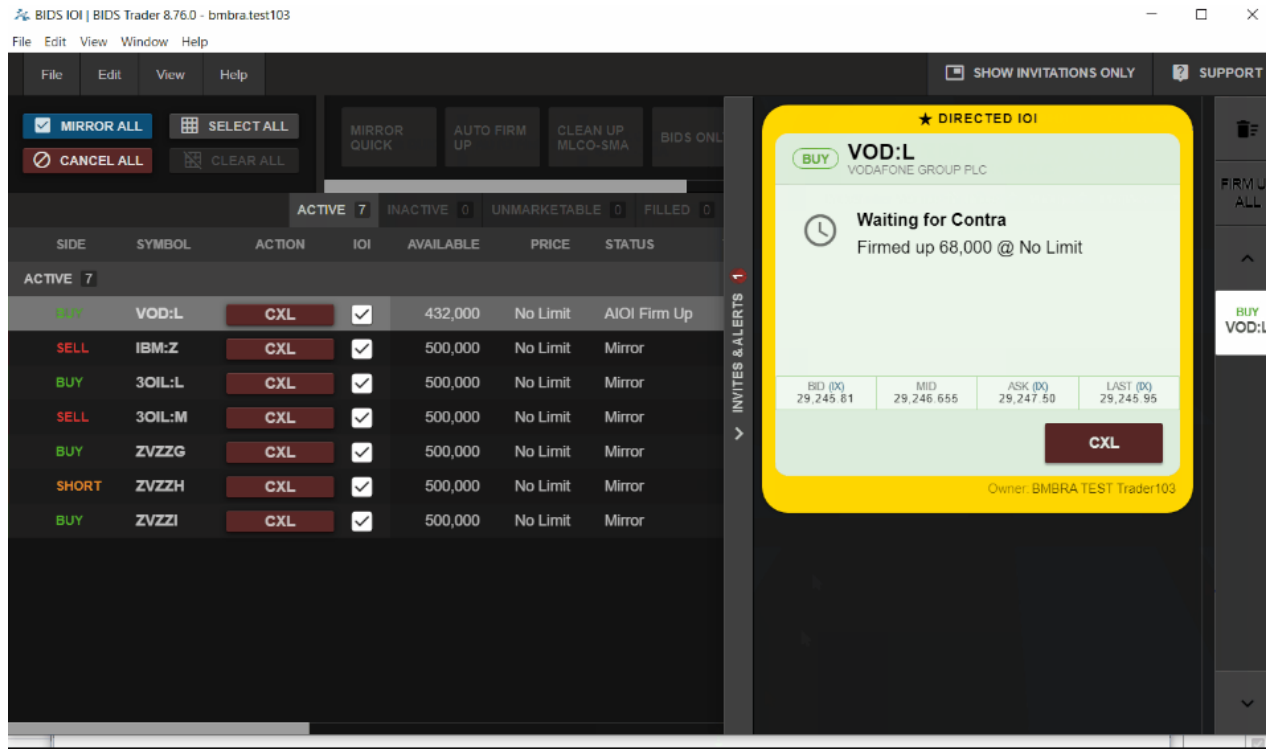 BIDS IOI | BIDS Trader 8.76.0 - bmbra.test103
File Edit View Window Help
File Edit View Help
SHOW INVITATIONS ONLY SUPPORT
MIRROR ALL SELECT ALL
CANCEL ALL CLEAR ALL
MIRROR QUICK
AUTO FIRM UP
CLEAN UP MLCO-SMA
BIDS ONL
ACTIVE 7 INACTIVE 0 UNMARKETABLE 0 FILLED 0
SIDE SYMBOL ACTION IOI AVAILABLE PRICE STATUS
ACTIVE 7
BUY VOD:L CXL 432,000 No Limit AIOI Firm Up
SELL IBM:Z CXL 500,000 No Limit Mirror
BUY 3OIL:L CXL 500,000 No Limit Mirror
SELL 3OIL:M CXL 500,000 No Limit Mirror
BUY ZVZZG CXL 500,000 No Limit Mirror
SHORT ZVZZH CXL 500,000 No Limit Mirror
BUY ZVZZI CXL 500,000 No Limit Mirror
INVITES & ALERTS 1
DIRECTED IOI
BUY VOD:L
VODAFONE GROUP PLC
Waiting for Contra
Firmed up 68,000 @ No Limit
BID (IX) MID ASK (IX) LAST (IX)
29,245.81 29,246.655 29,247.50 29,245.95
CXL
Owner: BMBRA TEST Trader103
FIRM U
ALL
BUY
VOD:L